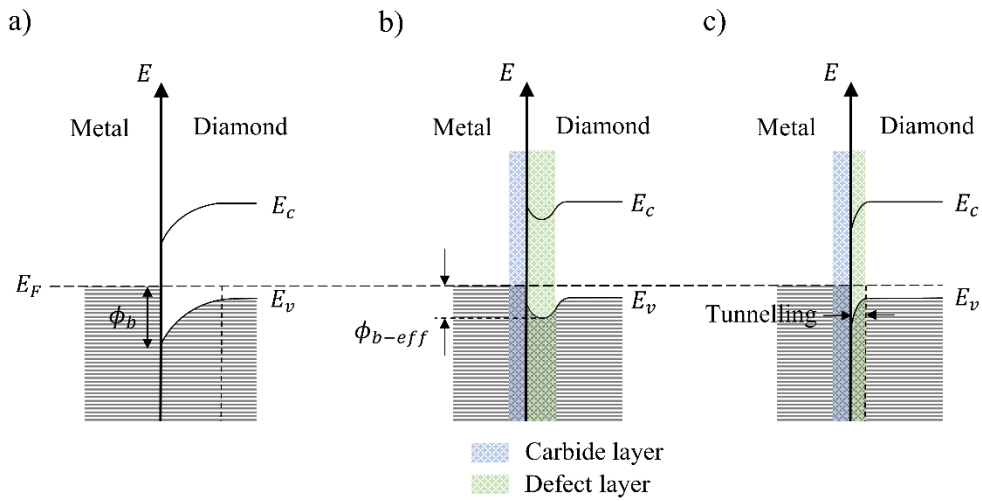 a)
E
Metal
Diamond
E_c
E_F
E_v
ϕ_b
b)
E
Metal
Diamond
E_c
E_v
ϕ_{b−eff}
c)
E
Metal
Diamond
E_c
E_v
Tunnelling
Carbide layer
Defect layer